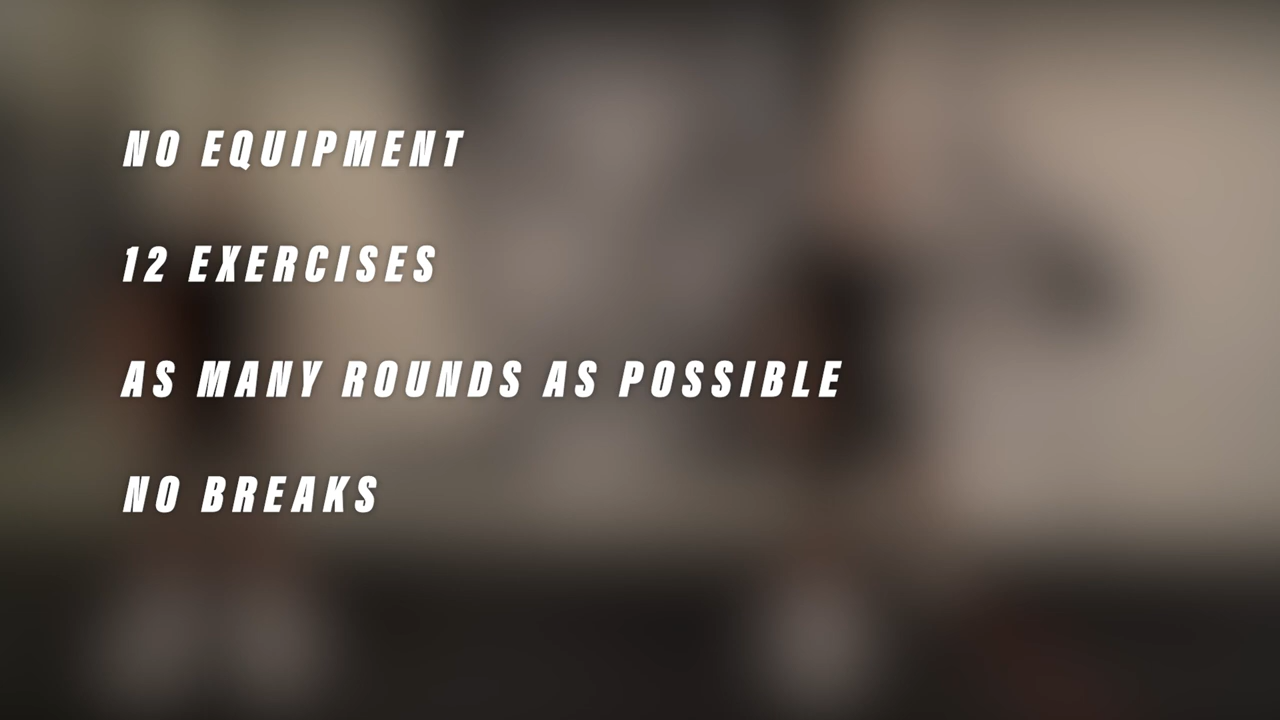 NO EQUIPMENT
12 EXERCISES
AS MANY ROUNDS AS POSSIBLE
NO BREAKS